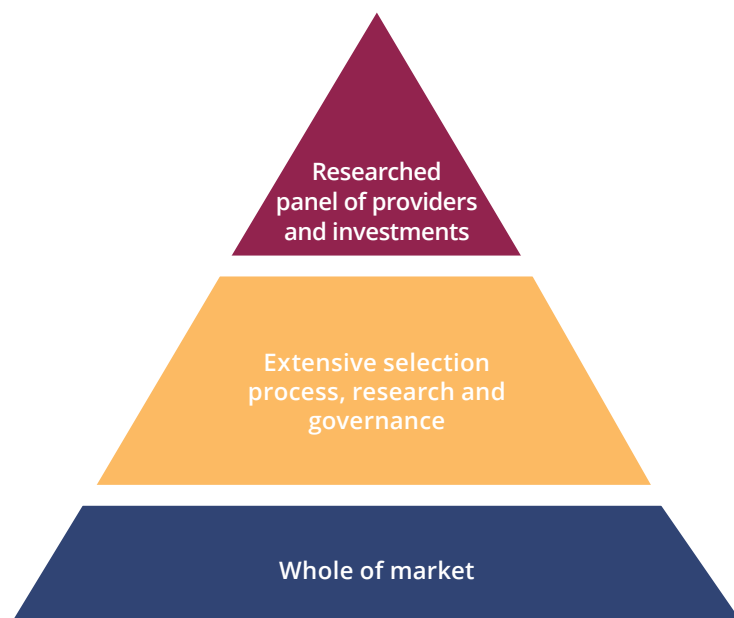 Researched
panel of providers
and investments
Extensive selection
process, research and
governance
Whole of market